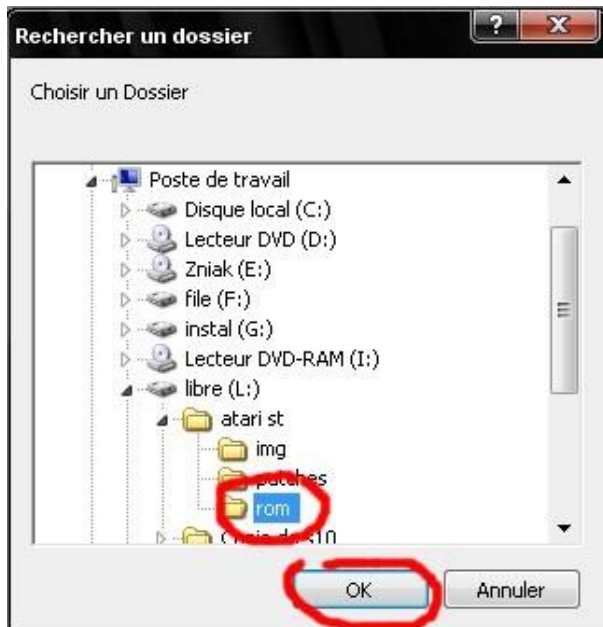 Rechercher un dossier
Choisir un Dossier
Poste de travail
Disque local (C:)
Lecteur DVD (D:)
Zniak (E:)
file (F:)
instal (G:)
Lecteur DVD-RAM (I:)
libre (L:)
atari st
img
patches
rom
OK
Annuler